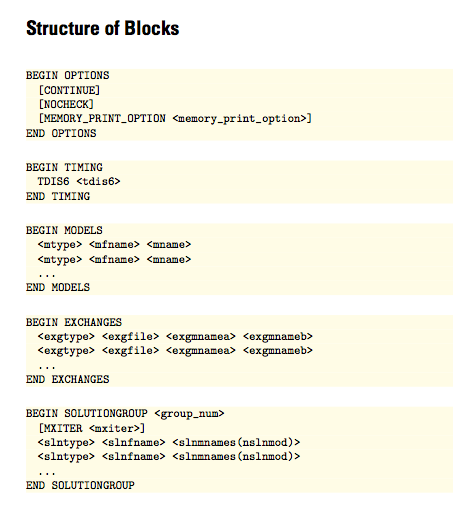 Structure of Blocks
BEGIN OPTIONS
[CONTINUE]
[NOCHECK]
[MEMORY_PRINT_OPTION <memory_print_option>]
END OPTIONS
BEGIN TIMING
TDIS6 <tdis6>
END TIMING
BEGIN MODELS
<mtype> <mfname> <mname>
<mtype> <mfname> <mname>
...
END MODELS
BEGIN EXCHANGES
<exgtype> <exgfile> <exgmnamea> <exgmnameb>
<exgtype> <exgfile> <exgmnamea> <exgmnameb>
...
END EXCHANGES
BEGIN SOLUTIONGROUP <group_num>
[MXITER <mxiter>]
<slntype> <slnfname> <slnmnames(nslnmod)>
<slntype> <slnfname> <slnmnames(nslnmod)>
...
END SOLUTIONGROUP